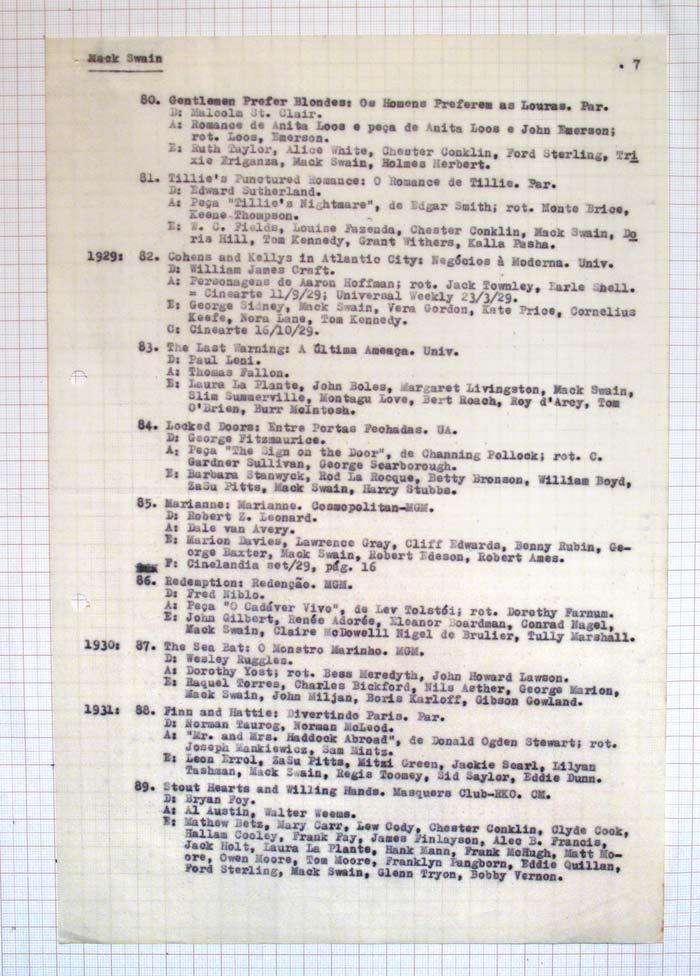 Mack Swain
. 7
80. Gentlemen Prefer Blondes: Os Homens Preferem as Louras. Par.
D: Malcolm St. Clair.
A: Romance de Anita Loos e peça de Anita Loos e John Emerson;
rot. Loos, Emerson.
E: Ruth Taylor, Alice White, Chester Conklin, Ford Sterling, Tri
xie Friganza, Mack Swain, Holmes Herbert.
81. Tillie's Punctured Romance: O Romance de Tillie. Par.
D: Edward Sutherland.
A: Peça "Tillie's Nightmare", de Edgar Smith; rot. Monte Brice,
Keene Thompson.
E: W. C. Fields, Louise Fazenda, Chester Conklin, Mack Swain, Do
ris Hill, Tom Kennedy, Grant Withers, Kalla Pasha.
1929: 82. Cohens and Kellys in Atlantic City: Negócios à Moderna. Univ.
D: William James Craft.
A: Personagens de Aaron Hoffman; rot. Jack Townley, Earle Snell.
= Cinearte 11/9/29; Universal Weekly 23/3/29.
E: George Sidney, Mack Swain, Vera Gordon, Kate Price, Cornelius
Keefe, Nora Lane, Tom Kennedy.
C: Cinearte 16/10/29.
83. The Last Warning: A Última Ameaça. Univ.
D: Paul Leni.
A: Thomas Fallon.
E: Laura La Plante, John Boles, Margaret Livingston, Mack Swain,
Slim Summerville, Montagu Love, Bert Roach, Roy d'Arcy, Tom
O'Brien, Burr McIntosh.
84. Locked Doors: Entre Portas Fechadas. UA.
D: George Fitzmaurice.
A: Peça "The Sign on the Door", de Channing Pollock; rot. C.
Gardner Sullivan, George Scarborough.
E: Barbara Stanwyck, Rod La Rocque, Betty Bronson, William Boyd,
ZaSu Pitts, Mack Swain, Harry Stubbs.
85. Marianne: Marianne. Cosmopolitan-MGM.
D: Robert Z. Leonard.
A: Dale van Avery.
E: Marion Davies, Lawrence Gray, Cliff Edwards, Benny Rubin, Ge-
orge Baxter, Mack Swain, Robert Edeson, Robert Ames.
F: Cinelandia set/29, pág. 16
86. Redemption: Redenção. MGM.
D: Fred Niblo.
A: Peça "O Cadáver Vivo", de Lev Tolstói; rot. Dorothy Farnum.
E: John Gilbert, Renée Adorée, Eleanor Boardman, Conrad Nagel,
Mack Swain, Claire McDowelll Nigel de Brulier, Tully Marshall.
1930: 87. The Sea Bat: O Monstro Marinho. MGM.
D: Wesley Ruggles.
A: Dorothy Yost; rot. Bess Meredyth, John Howard Lawson.
E: Raquel Torres, Charles Bickford, Nils Asther, George Marion,
Mack Swain, John Miljan, Boris Karloff, Gibson Gowland.
1931: 88. Finn and Hattie: Divertindo Paris. Par.
D: Norman Taurog, Norman McLeod.
A: "Mr. and Mrs. Haddock Abroad", de Donald Ogden Stewart; rot.
Joseph Mankiewicz, Sam Mintz.
E: Leon Errol, ZaSu Pitts, Mitzi Green, Jackie Searl, Lilyan
Tashman, Mack Swain, Regis Toomey, Sid Saylor, Eddie Dunn.
89. Stout Hearts and Willing Hands. Masquers Club-RKO. CM.
D: Bryan Foy.
A: Al Austin, Walter Weems.
E: Mathew Betz, Mary Carr, Lew Cody, Chester Conklin, Clyde Cook,
Hallam Cooley, Frank Fay, James Finlayson, Alec B. Francis,
Jack Holt, Laura La Plante, Hank Mann, Frank McHugh, Matt Mo-
ore, Owen Moore, Tom Moore, Franklyn Pangborn, Eddie Quillan,
Ford Sterling, Mack Swain, Glenn Tryon, Bobby Vernon.